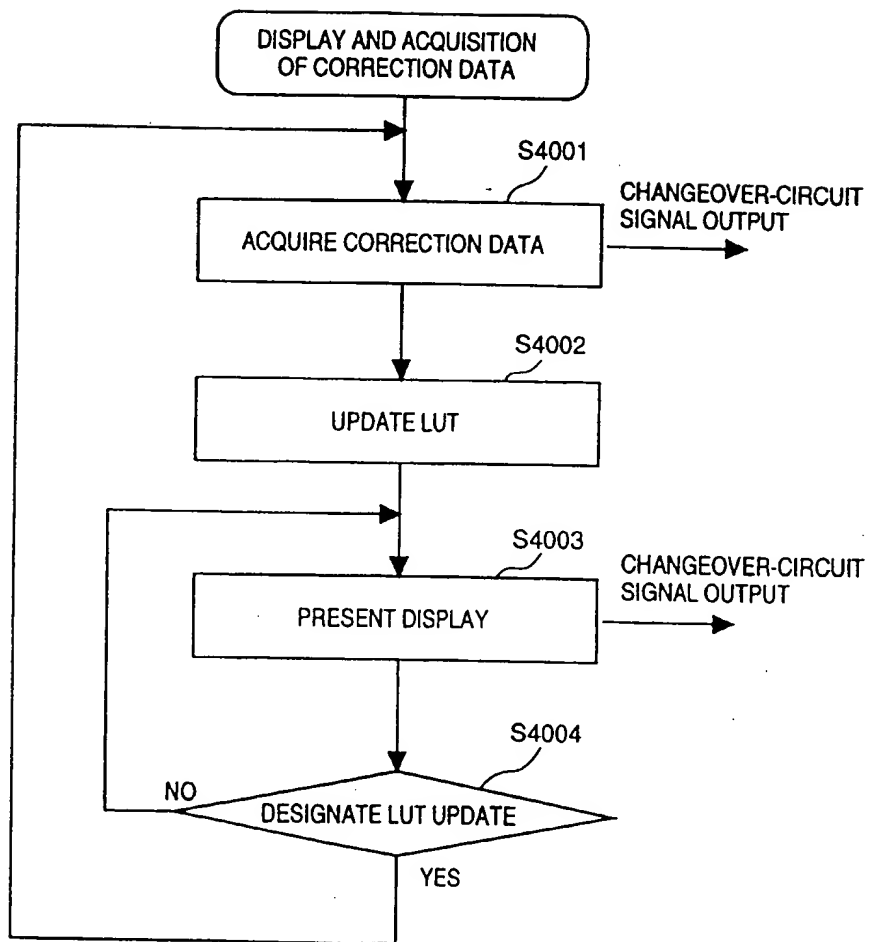 DISPLAY AND ACQUISITION
OF CORRECTION DATA
S4001
CHANGEOVER-CIRCUIT
SIGNAL OUTPUT
ACQUIRE CORRECTION DATA
S4002
UPDATE LUT
S4003
CHANGEOVER-CIRCUIT
SIGNAL OUTPUT
PRESENT DISPLAY
S4004
NO
DESIGNATE LUT UPDATE
YES